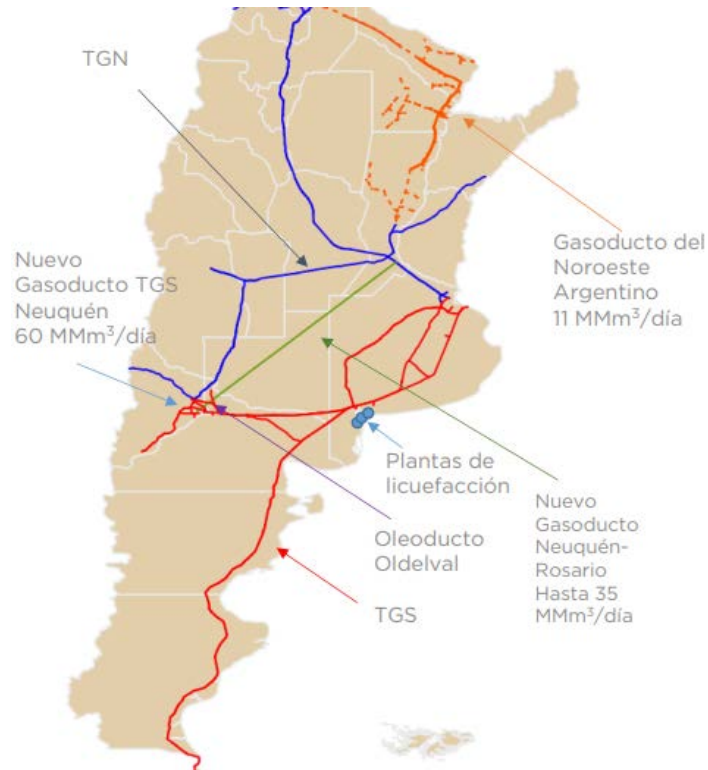 TGN
Nuevo
Gasoducto TGS
Neuquén
60 MMm³/día
Gasoducto del
Noroeste
Argentino
11 MMm³/día
Plantas de
licuefacción
Oleoducto
Oldelval
Nuevo
Gasoducto
Neuquén-
Rosario
Hasta 35
MMm³/día
TGS